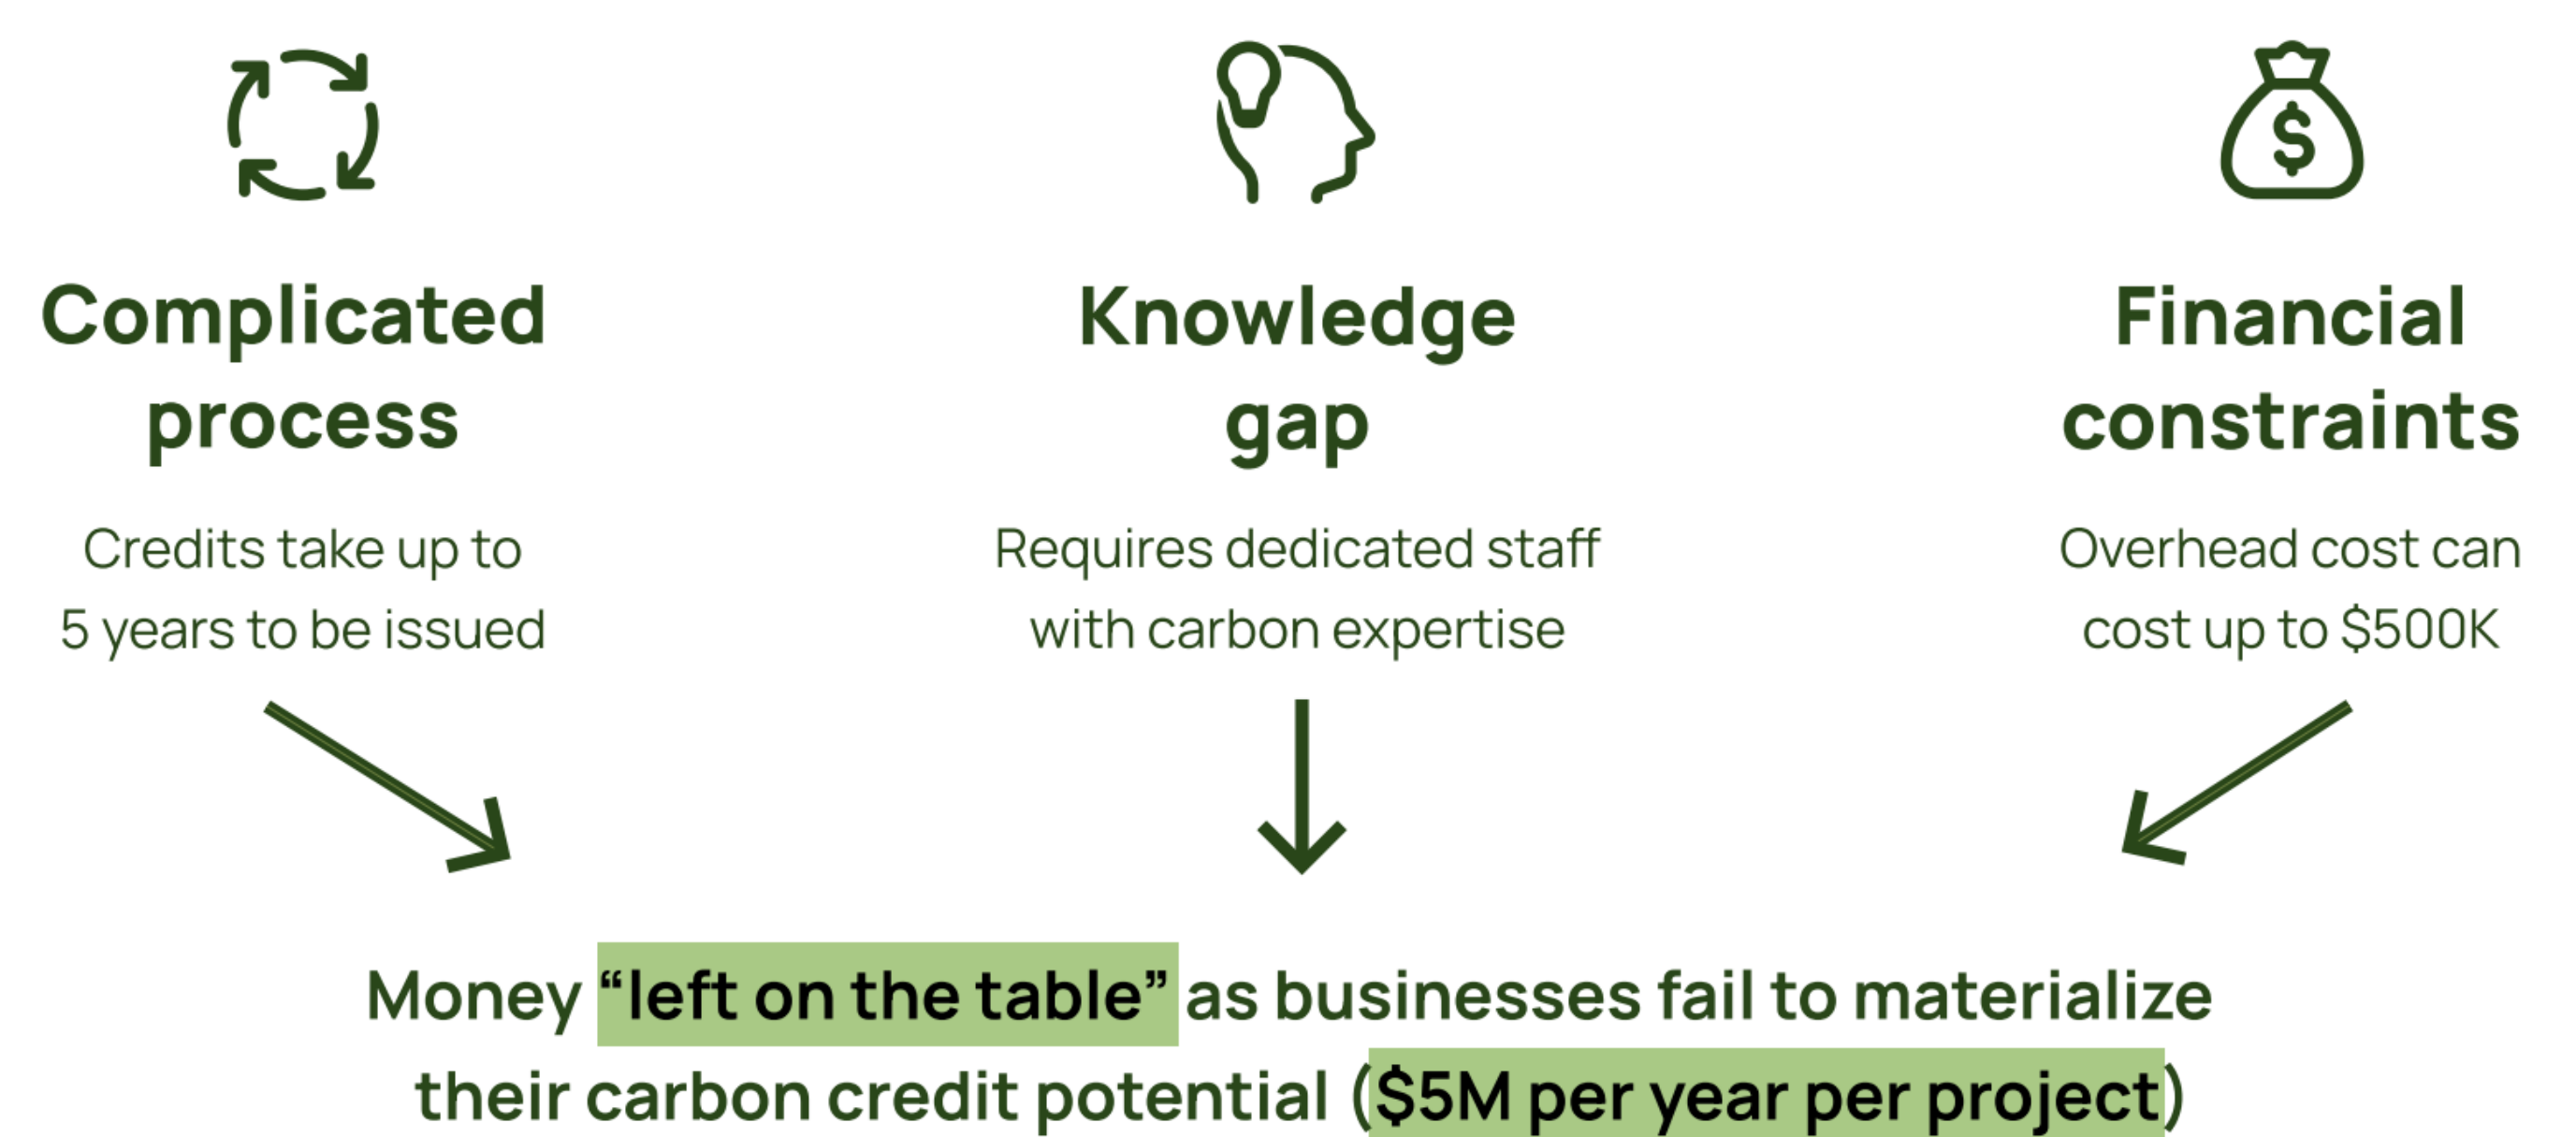 Complicated
process
Credits take up to
5 years to be issued
Knowledge
gap
Requires dedicated staff
with carbon expertise
$
Financial
constraints
Overhead cost can
cost up to $500K
Money “left on the table” as businesses fail to materialize
their carbon credit potential ($5M per year per project)